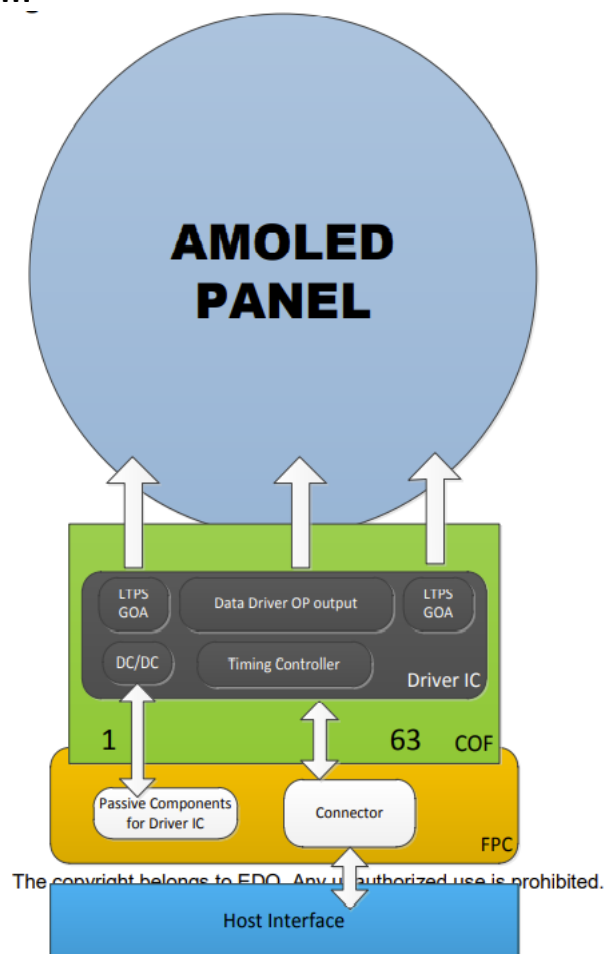 AMOLED
PANEL
LTPS
GOA
Data Driver OP output
LTPS
GOA
DC/DC
Timing Controller
Driver IC
1
63
COF
Passive Components
for Driver IC
Connector
FPC
The copyright belongs to EDO. Any unauthorized use is prohibited.
Host Interface